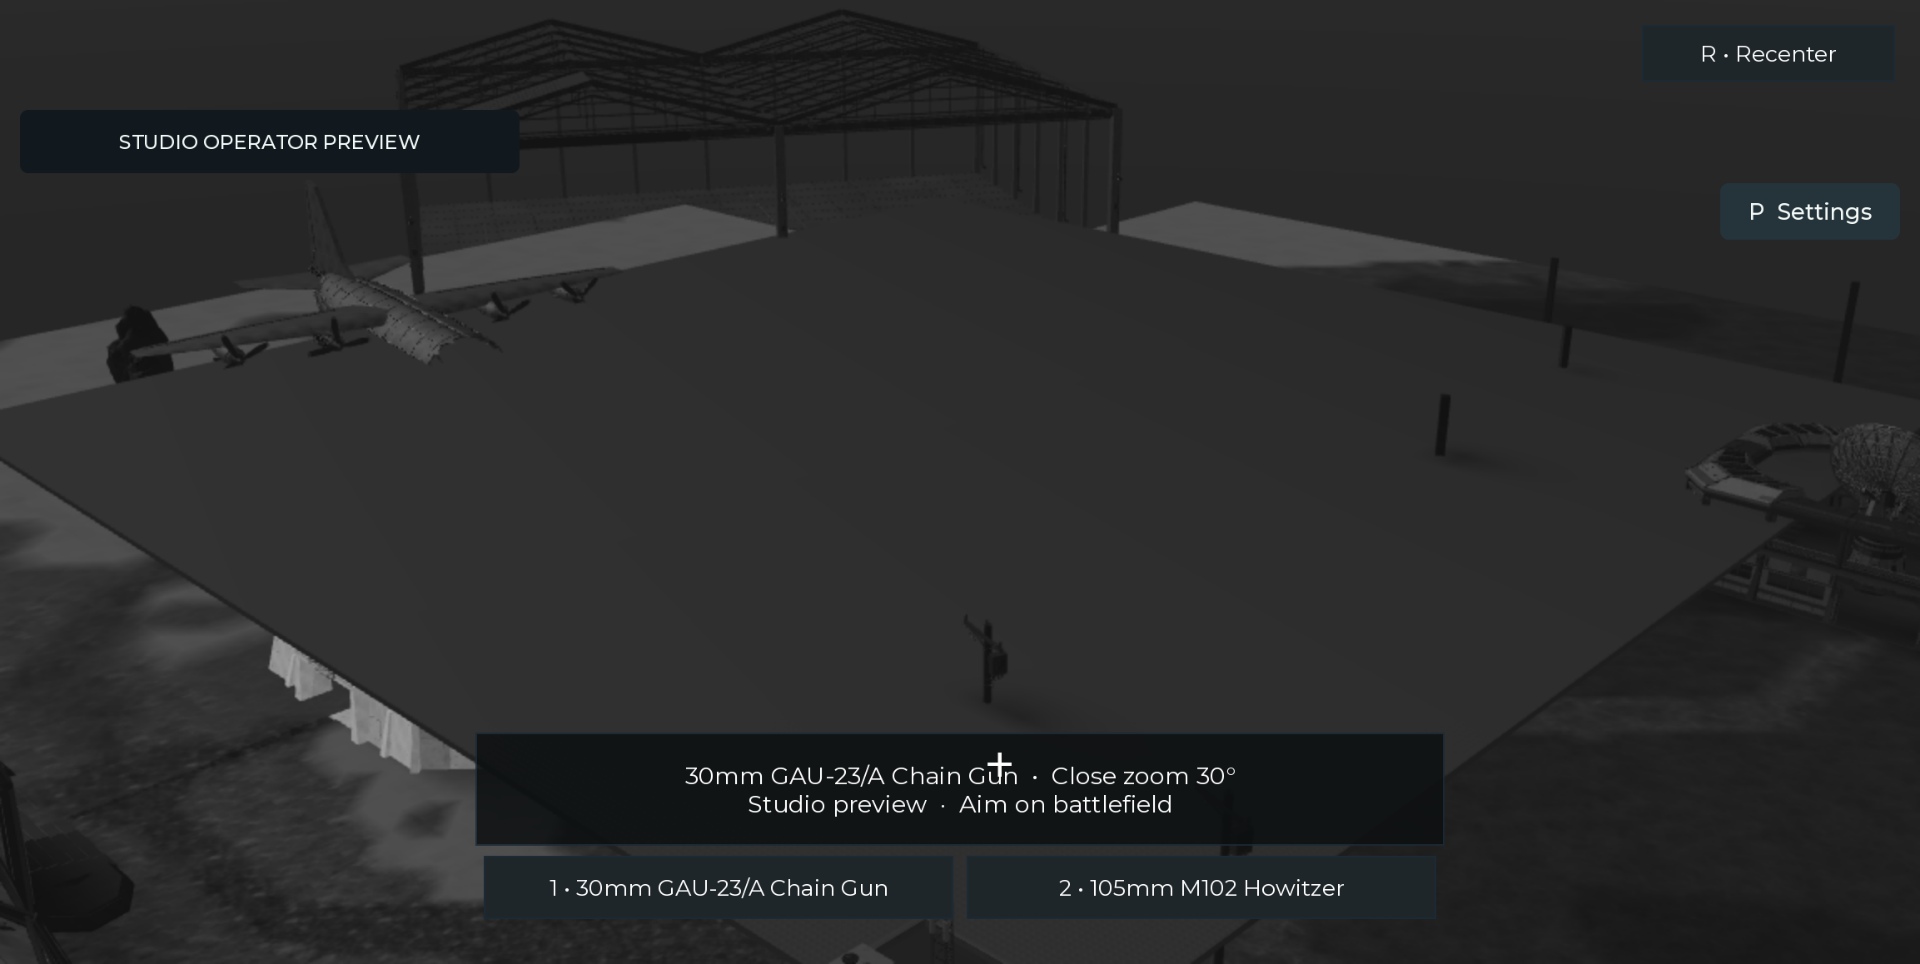 R • Recenter
STUDIO OPERATOR PREVIEW
P Settings
30mm GAU-23/A Chain Gun • Close zoom 30°
Studio preview · Aim on battlefield
1 • 30mm GAU-23/A Chain Gun
2 • 105mm M102 Howitzer